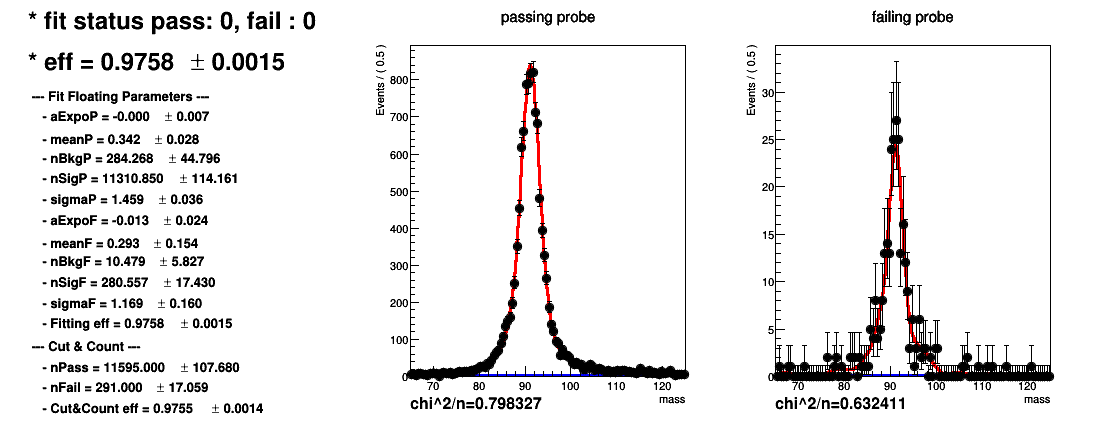 * fit status pass: 0, fail : 0
* eff = 0.9758 ± 0.0015
--- Fit Floating Parameters ---
- aExpoP = -0.000 ± 0.007
- meanP = 0.342 ± 0.028
- nBkgP = 284.268 ± 44.796
- nSigP = 11310.850 ± 114.161
- sigmaP = 1.459 ± 0.036
- aExpoF = -0.013 ± 0.024
- meanF = 0.293 ± 0.154
- nBkgF = 10.479 ± 5.827
- nSigF = 280.557 ± 17.430
- sigmaF = 1.169 ± 0.160
- Fitting eff = 0.9758 ± 0.0015
--- Cut & Count ---
- nPass = 11595.000 ± 107.680
- nFail = 291.000 ± 17.059
- Cut&Count eff = 0.9755 ± 0.0014
passing probe
Events / ( 0.5 )
800
700
600
500
400
300
200
100
0
70 80 90 100 110 120
mass
chi^2/n=0.798327
failing probe
Events / ( 0.5 )
30
25
20
15
10
5
0
70 80 90 100 110 120
mass
chi^2/n=0.632411